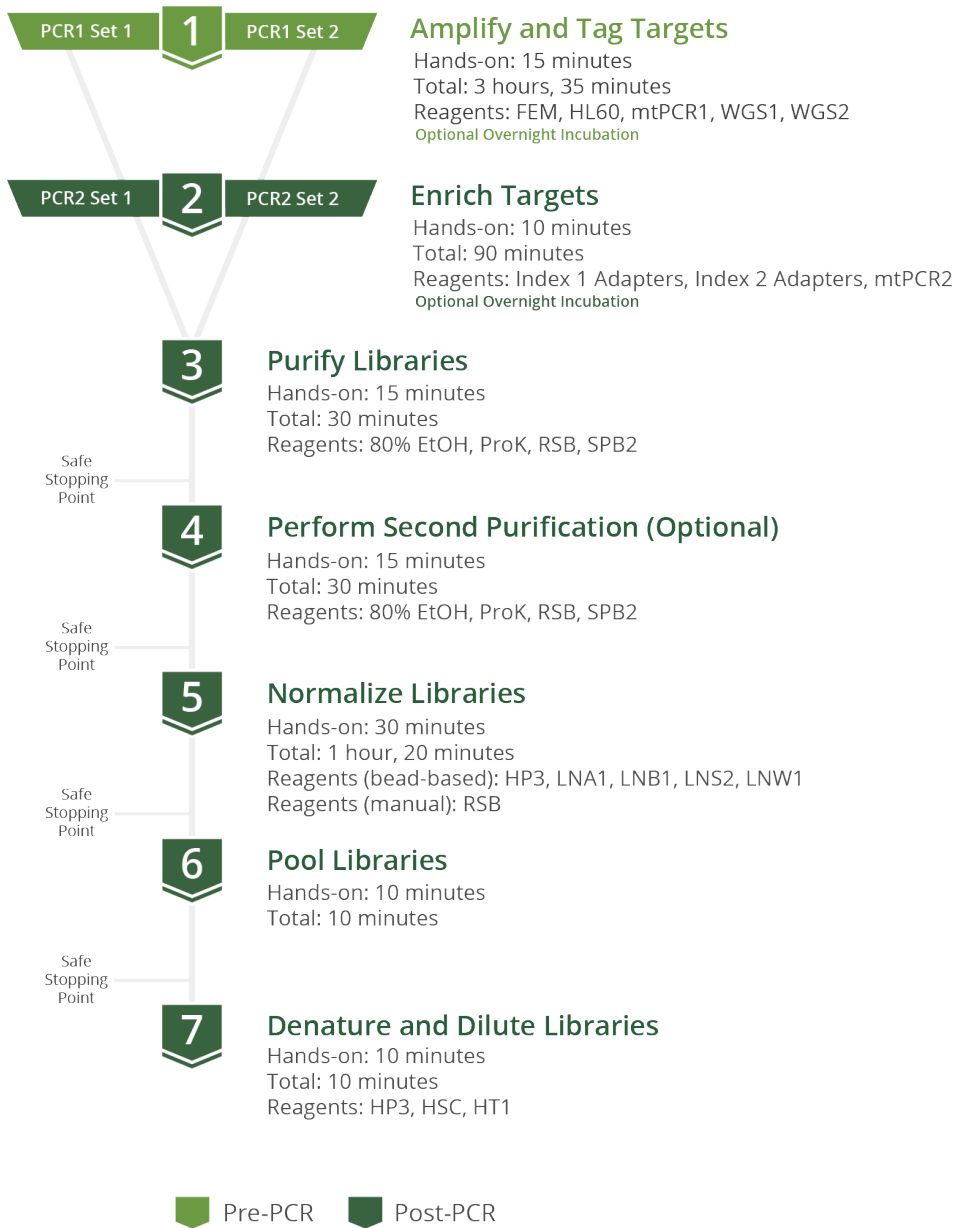 PCR1 Set 1
1
PCR1 Set 2
Amplify and Tag Targets
Hands-on: 15 minutes
Total: 3 hours, 35 minutes
Reagents: FEM, HL60, mtPCR1, WGS1, WGS2
Optional Overnight Incubation
PCR2 Set 1
2
PCR2 Set 2
Enrich Targets
Hands-on: 10 minutes
Total: 90 minutes
Reagents: Index 1 Adapters, Index 2 Adapters, mtPCR2
Optional Overnight Incubation
3
Purify Libraries
Hands-on: 15 minutes
Total: 30 minutes
Reagents: 80% EtOH, ProK, RSB, SPB2
Safe
Stopping
Point
4
Perform Second Purification (Optional)
Hands-on: 15 minutes
Total: 30 minutes
Reagents: 80% EtOH, ProK, RSB, SPB2
Safe
Stopping
Point
5
Normalize Libraries
Hands-on: 30 minutes
Total: 1 hour, 20 minutes
Reagents (bead-based): HP3, LNA1, LNB1, LNS2, LNW1
Reagents (manual): RSB
Safe
Stopping
Point
6
Pool Libraries
Hands-on: 10 minutes
Total: 10 minutes
Safe
Stopping
Point
7
Denature and Dilute Libraries
Hands-on: 10 minutes
Total: 10 minutes
Reagents: HP3, HSC, HT1
Pre-PCR
Post-PCR